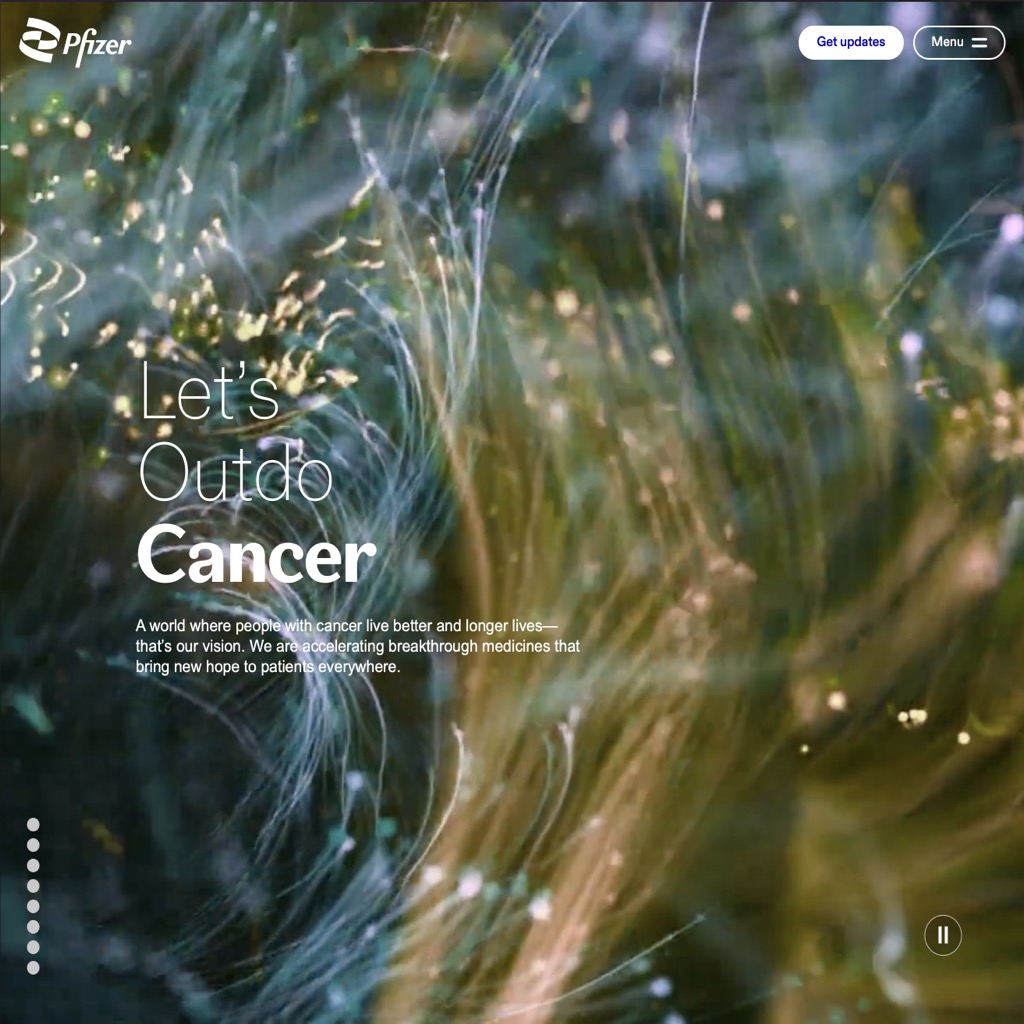 Pfizer
Get updates
Menu
Let’s
Outdo
Cancer
A world where people with cancer live better and longer lives—
that’s our vision. We are accelerating breakthrough medicines that
bring new hope to patients everywhere.